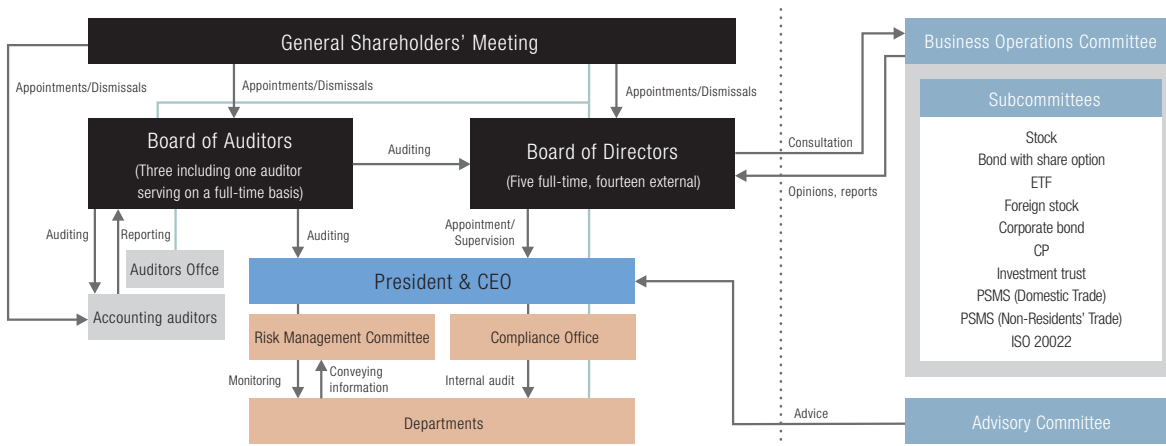 General Shareholders' Meeting
Business Operations Committee
Appointments/Dismissals
Appointments/Dismissals
Appointments/Dismissals
Subcommittees
Board of Auditors
(Three including one auditor
serving on a full-time basis)
Auditing
Board of Directors
(Five full-time, fourteen external)
Consultation
Opinions, reports
Stock
Bond with share option
ETF
Foreign stock
Corporate bond
CP
Investment trust
PSMS (Domestic Trade)
PSMS (Non-Residents' Trade)
ISO 20022
Auditing
Reporting
Auditing
Appointment/
Supervision
Auditors Offce
President & CEO
Accounting auditors
Risk Management Committee
Compliance Office
Monitoring
Conveying
information
Internal audit
Departments
Advice
Advisory Committee